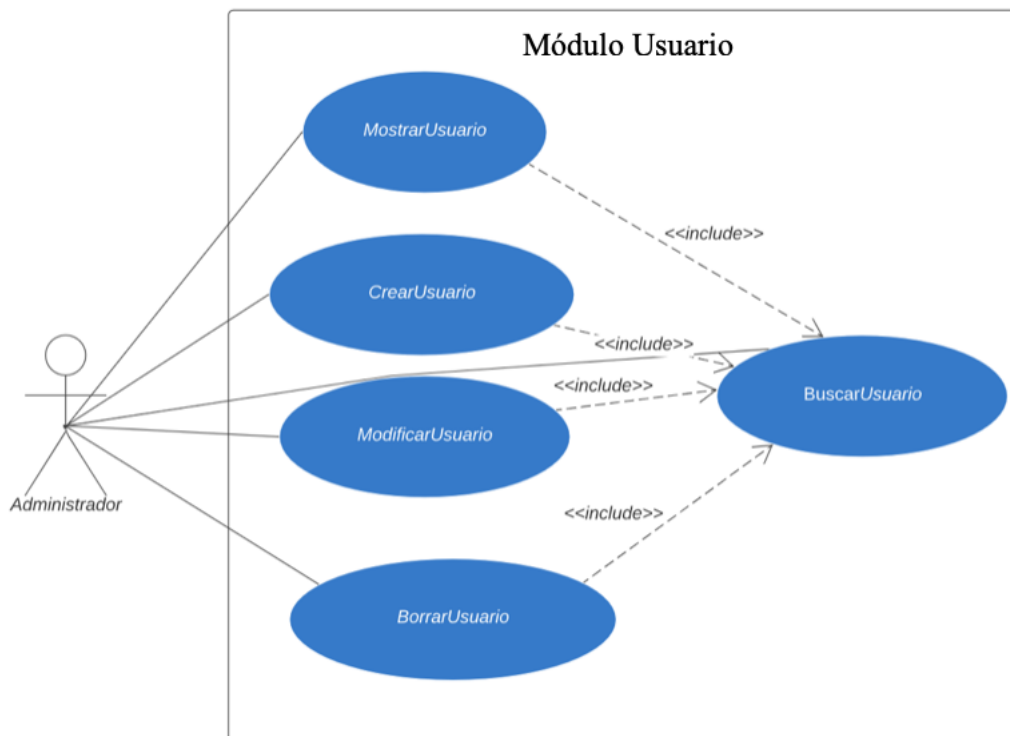 Módulo Usuario
MostrarUsuario
<<include>>
CrearUsuario
<<include>>
<<include>>
BuscarUsuario
ModificarUsuario
Administrador
<<include>>
BorrarUsuario